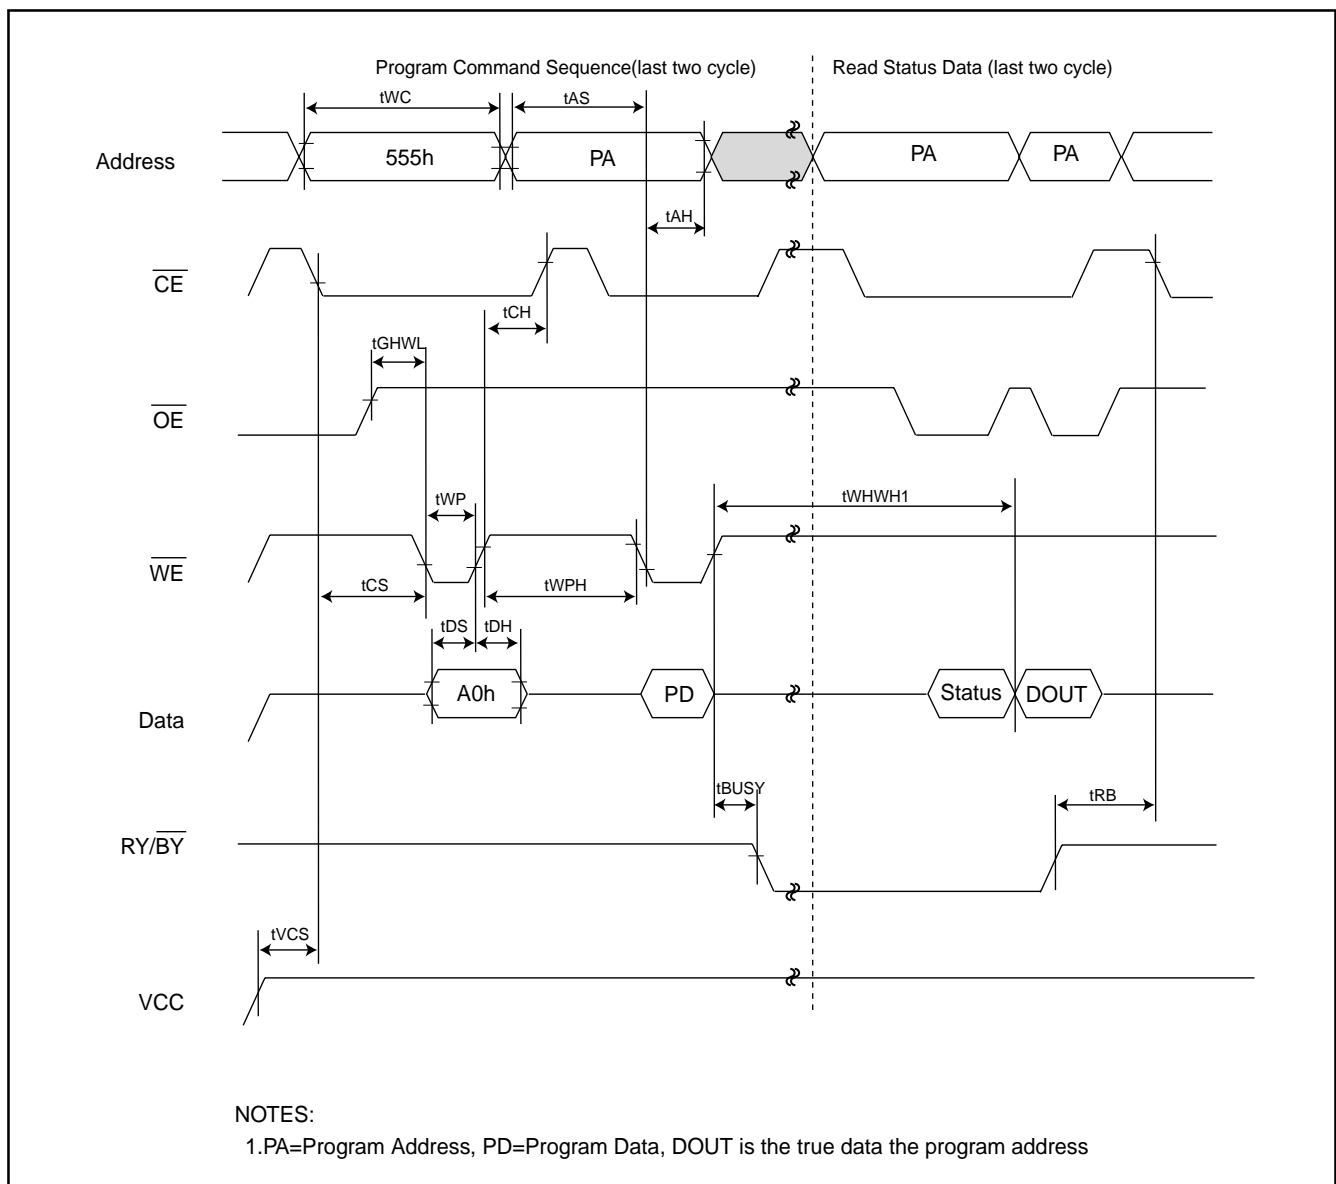 Program Command Sequence(last two cycle)
Read Status Data (last two cycle)
tWC
tAS
Address
555h
PA
PA
PA
tAH
CE
tCH
tGHWL
OE
tWP
tWHWH1
WE
tCS
tWPH
tDS
tDH
Data
A0h
PD
Status
DOUT
tBUSY
tRB
RY/BY
tVCS
VCC
NOTES:
1.PA=Program Address, PD=Program Data, DOUT is the true data the program address